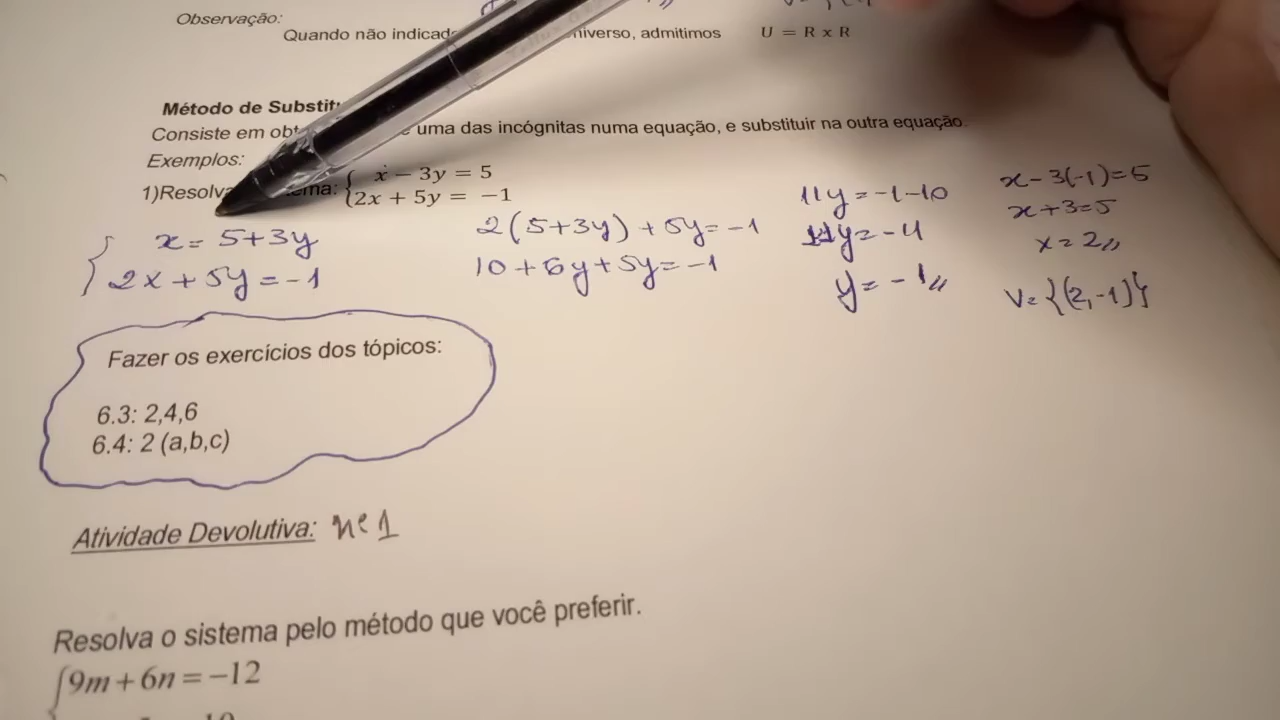 Observação:
Quando não indicad niverso, admitimos U = R x R
Método de Substit
Consiste em obt uma das incógnitas numa equação, e substituir na outra equação.
Exemplos:
1)Resolv ema: { x - 3y = 5
2x + 5y = -1
{ x = 5+3y
2x + 5y = -1
2(5+3y) + 5y = -1
10 + 6y + 5y = -1
11y = -1-10
11y = -11
y = -1//
x - 3(-1) = 5
x + 3 = 5
x = 2//
V = {(2,-1)}
Fazer os exercícios dos tópicos:
6.3: 2,4,6
6.4: 2 (a,b,c)
Atividade Devolutiva: nº 1
Resolva o sistema pelo método que você preferir.
{ 9m + 6n = -12